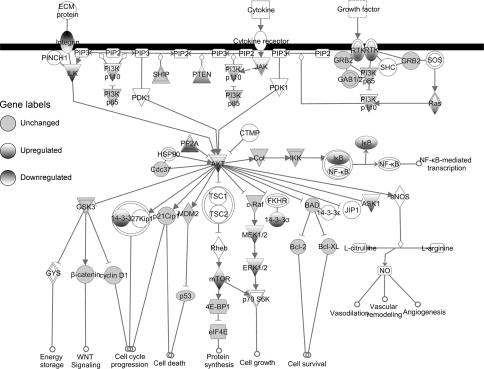 ECM
protein
Cytokine
Growth factor
Integrin
Cytokine receptor
RTK RTK
PINCH1
PIP3 PIP2 PIP3 PIP2 PIP3 PIP2 PIP3 PIP2
ILK
PI3K
p110
PI3K
p85
PDK1
SHIP
PTEN
PI3K
p110
PI3K
p85
JAK
PDK1
GRB2
GAB1/2
PI3K
p85
PI3K
p110
SHC
GRB2
SOS
Ras
Gene labels
Unchanged
Upregulated
Downregulated
PP2A
HSP90
Cdc37
AKT
CTMP
Cot
IKK
IκB
NF-κB
IκB
NF-κB
NF-κB-mediated
transcription
GSK3
14-3-3
27Kip1
p21Cip1
MDM2
TSC1
TSC2
c-Raf
FKHR
14-3-3σ
BAD
14-3-3σ
JIP1
ASK1
eNOS
MEK1/2
Bcl-2
Bcl-XL
L-citrulline
L-arginine
GYS
β-catenin
cyclin D1
Rheb
mTOR
ERK1/2
NO
p53
4E-BP1
p70 S6K
eIF4E
Vasodilation
Vascular
remodeling
Angiogenesis
Energy
storage
WNT
Signaling
Cell cycle
progression
Cell death
Protein
synthesis
Cell growth
Cell survival